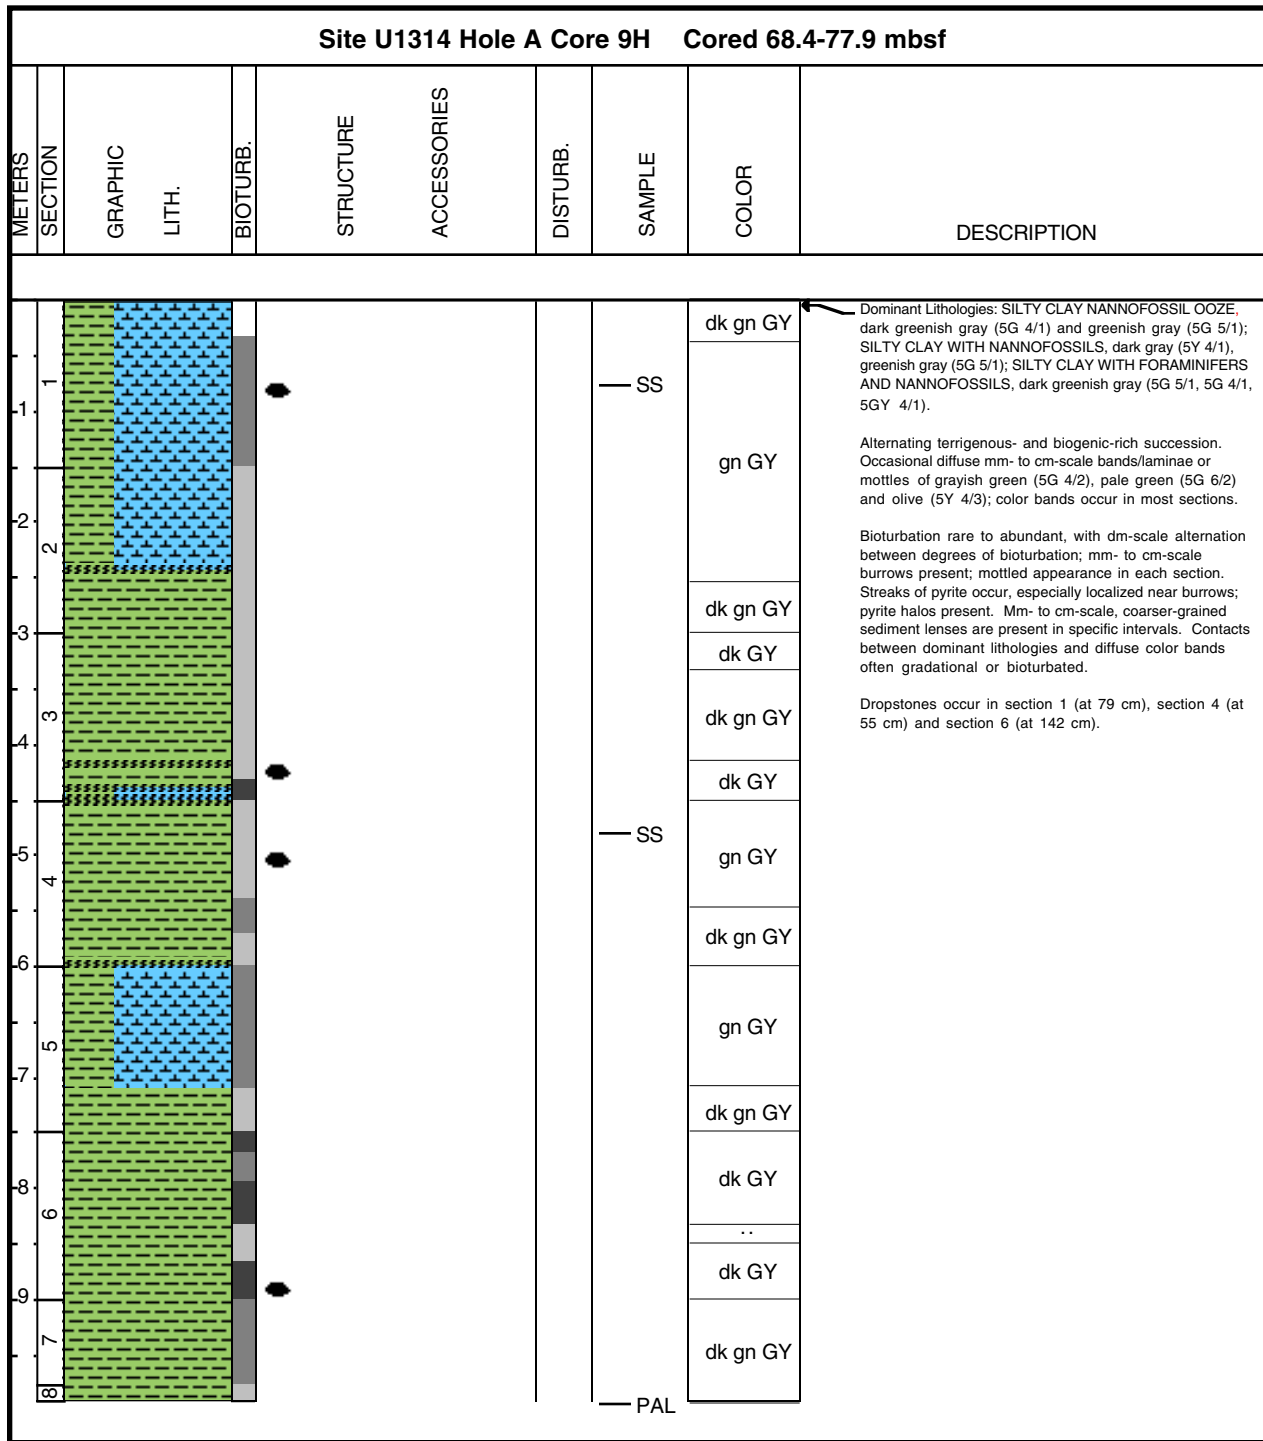 Site U1314 Hole A Core 9H Cored 68.4-77.9 mbsf
METERS
SECTION
GRAPHIC
LITH.
BIOTURB.
STRUCTURE
ACCESSORIES
DISTURB.
SAMPLE
COLOR
DESCRIPTION
1
2
3
4
5
6
7
8
9
1
2
3
4
5
6
7
8
SS
SS
PAL
dk gn GY
gn GY
dk gn GY
dk GY
dk gn GY
dk GY
gn GY
dk gn GY
gn GY
dk gn GY
dk GY
..
dk GY
dk gn GY
Dominant Lithologies: SILTY CLAY NANNOFOSSIL OOZE,
dark greenish gray (5G 4/1) and greenish gray (5G 5/1);
SILTY CLAY WITH NANNOFOSSILS, dark gray (5Y 4/1),
greenish gray (5G 5/1); SILTY CLAY WITH FORAMINIFERS
AND NANNOFOSSILS, dark greenish gray (5G 5/1, 5G 4/1,
5GY 4/1).
Alternating terrigenous- and biogenic-rich succession.
Occasional diffuse mm- to cm-scale bands/laminae or
mottles of grayish green (5G 4/2), pale green (5G 6/2)
and olive (5Y 4/3); color bands occur in most sections.
Bioturbation rare to abundant, with dm-scale alternation
between degrees of bioturbation; mm- to cm-scale
burrows present; mottled appearance in each section.
Streaks of pyrite occur, especially localized near burrows;
pyrite halos present. Mm- to cm-scale, coarser-grained
sediment lenses are present in specific intervals. Contacts
between dominant lithologies and diffuse color bands
often gradational or bioturbated.
Dropstones occur in section 1 (at 79 cm), section 4 (at
55 cm) and section 6 (at 142 cm).